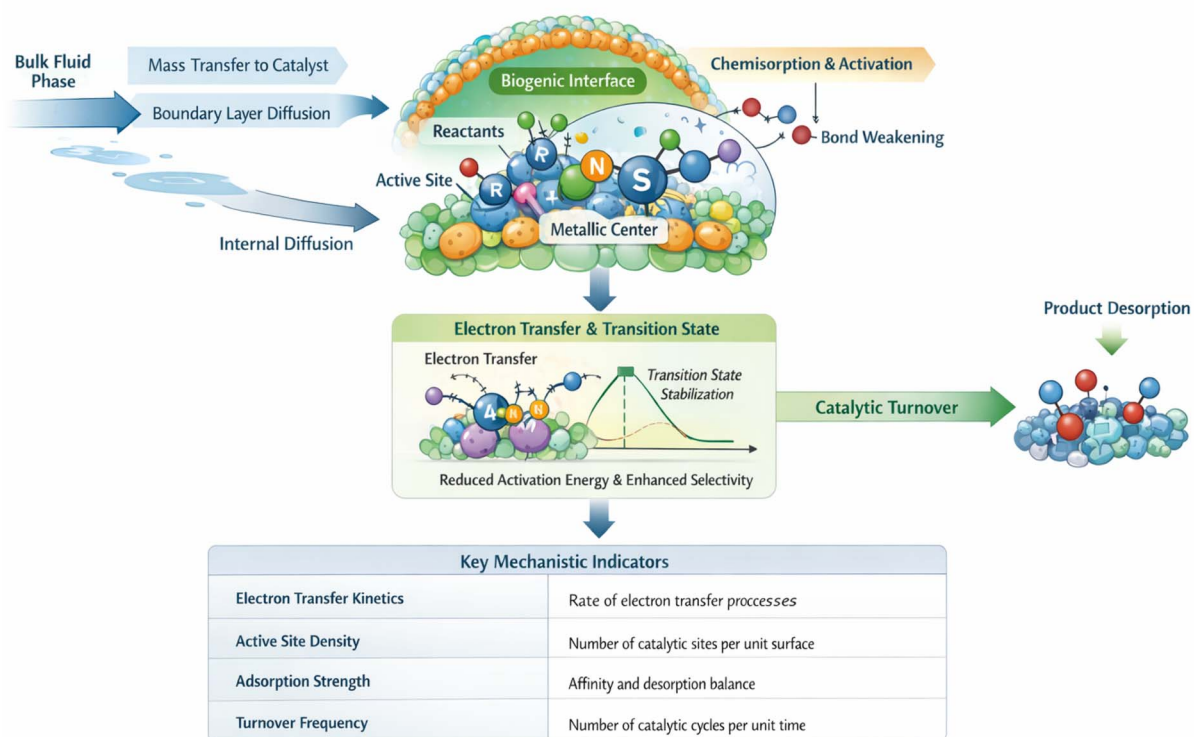 Bulk Fluid
Phase
Mass Transfer to Catalyst
Boundary Layer Diffusion
Internal Diffusion
Biogenic Interface
Reactants
R
R
N
S
Active Site
Metallic Center
Chemisorption & Activation
Bond Weakening
Electron Transfer & Transition State
Electron Transfer
4
N
Transition State
Stabilization
Reduced Activation Energy & Enhanced Selectivity
Catalytic Turnover
Product Desorption
Key Mechanistic Indicators
Electron Transfer Kinetics
Rate of electron transfer proccesses
Active Site Density
Number of catalytic sites per unit surface
Adsorption Strength
Affinity and desorption balance
Turnover Frequency
Number of catalytic cycles per unit time